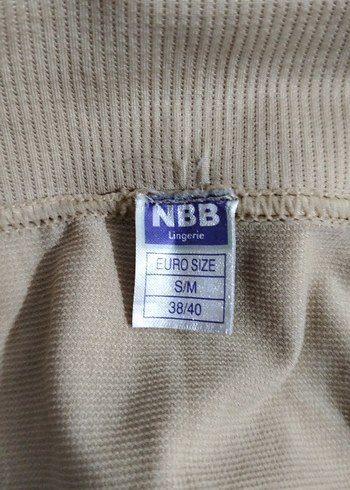 NBB
Lingerie
EURO SIZE
S/M
38/40